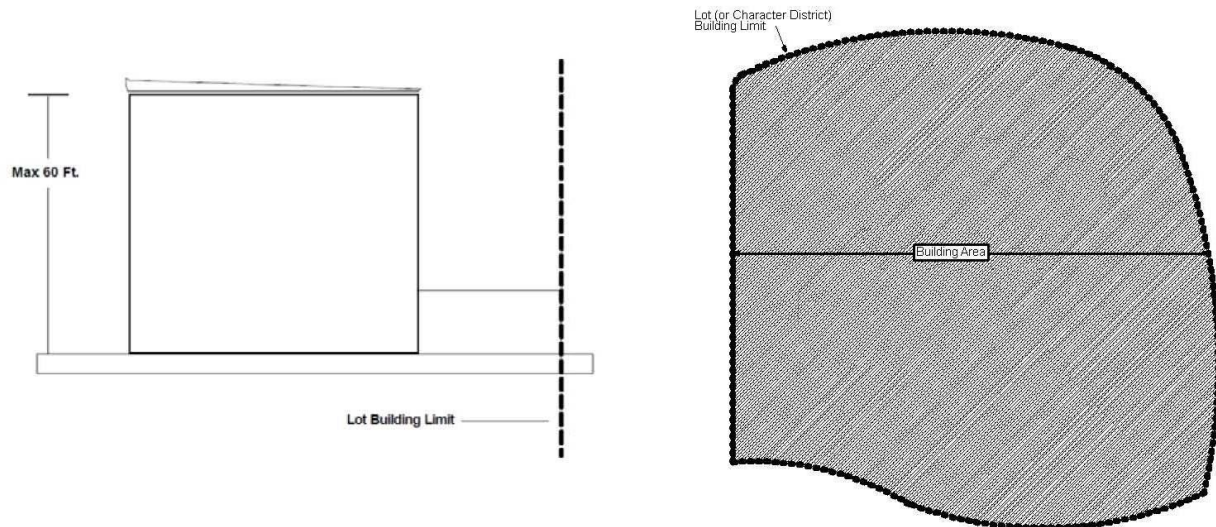 Max 60 Ft.
Lot Building Limit
Lot (or Character District)
Building Limit
Building Area